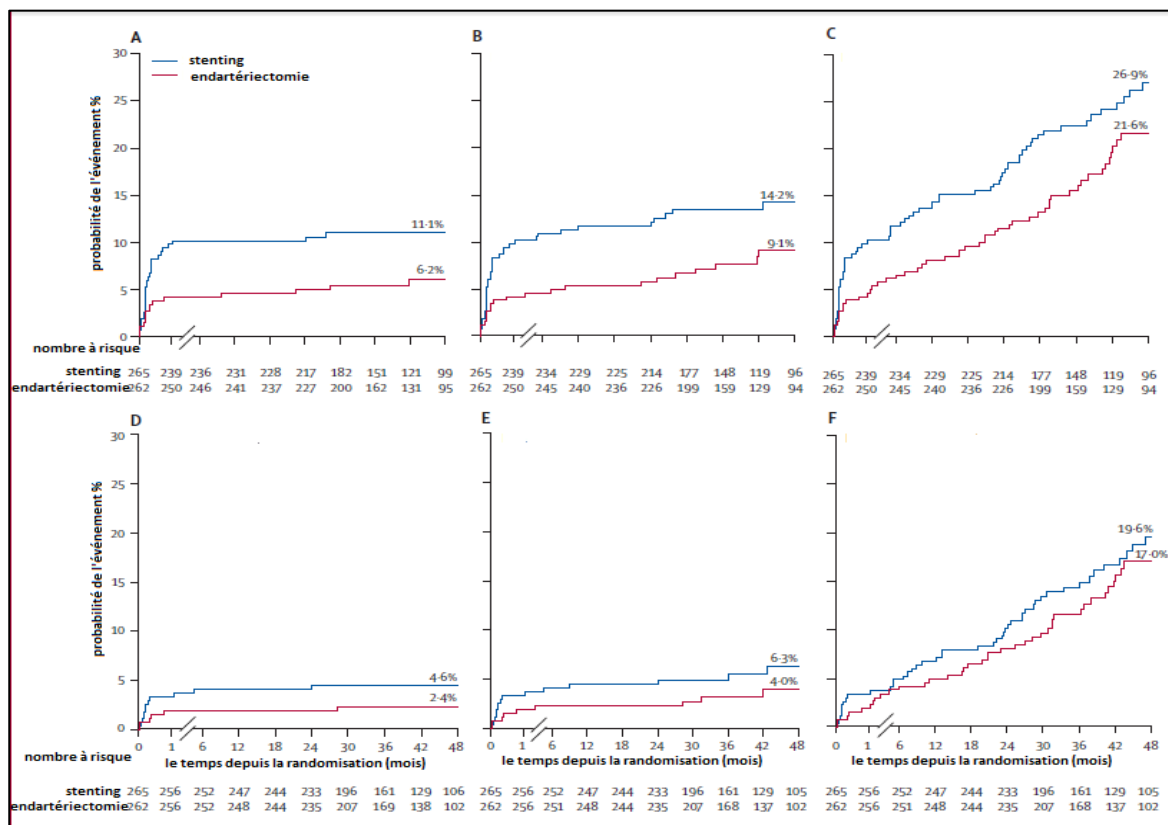 A
B
C
30
25
20
15
10
5
0
probabilité de l'événement %
stenting
endartériectomie
11·1%
6·2%
14·2%
9·1%
26·9%
21·6%
nombre à risque
stenting 265 239 236 231 228 217 182 151 121 99 265 239 234 229 225 214 177 148 119 96 265 239 234 229 225 214 177 148 119 96
endartériectomie 262 250 246 241 237 227 200 162 131 95 262 250 245 240 236 226 199 159 129 94 262 250 245 240 236 226 199 159 129 94
D
E
F
30
25
20
15
10
5
0
probabilité de l'événement %
4·6%
2·4%
6·3%
4·0%
19·6%
17·0%
0 1 6 12 18 24 30 36 42 48 0 1 6 12 18 24 30 36 42 48 0 1 6 12 18 24 30 36 42 48
nombre à risque
le temps depuis la randomisation (mois) le temps depuis la randomisation (mois) le temps depuis la randomisation (mois)
stenting 265 256 252 247 244 233 196 161 129 106 265 256 252 247 244 233 196 161 129 105 265 256 252 247 244 233 196 161 129 105
endartériectomie 262 256 256 248 244 235 207 169 138 102 262 256 251 248 244 235 207 168 137 102 262 256 251 248 244 235 207 168 137 102